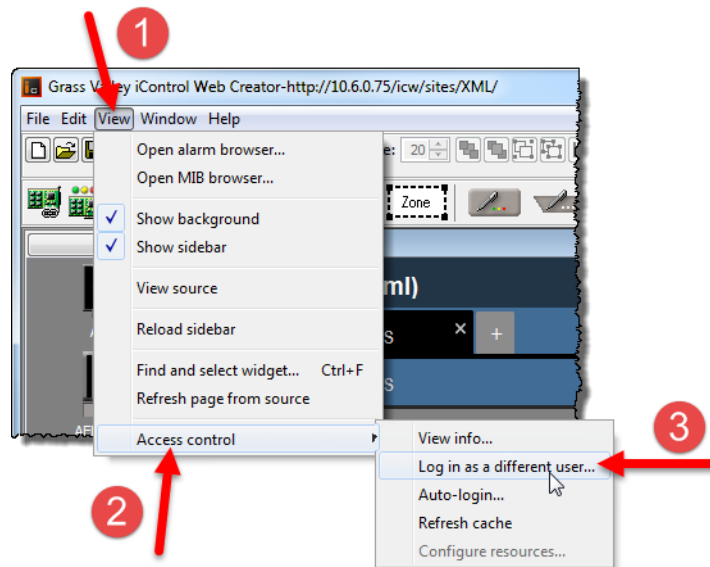 1
Grass Valley iControl Web Creator-http://10.6.0.75/icw/sites/XML/
File Edit View Window Help
Open alarm browser...
e: 20
Open MIB browser...
Zone
Show background
Show sidebar
View source
ml)
Reload sidebar
s × +
Find and select widget... Ctrl+F
s
Refresh page from source
Access control
View info...
3
Log in as a different user...
2
Auto-login...
Refresh cache
Configure resources...